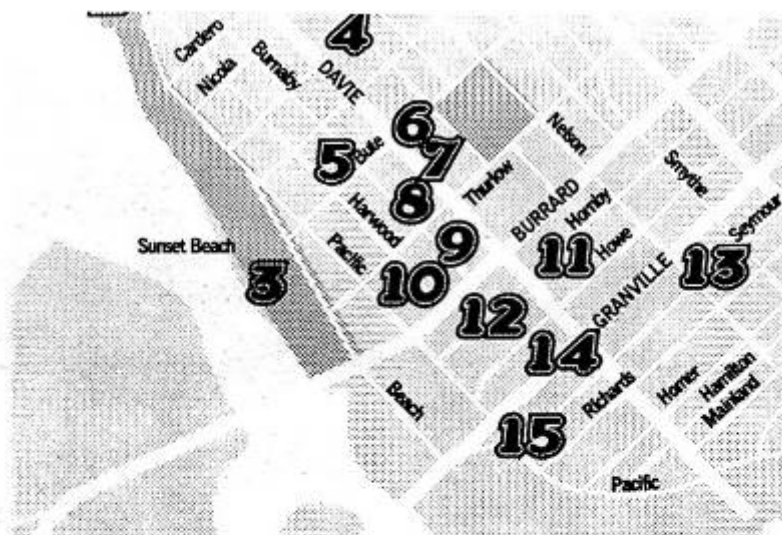 4
Cardero
Nicola
Burnaby
DAVIE
6
7
Nelson
5
Bute
Thurlow
Smythe
8
Harwood
BURRARD
Hornby
Howe
Seymour
Sunset Beach
Pacific
9
11
13
3
10
GRANVILLE
12
14
Beach
Richards
Homer
Hamilton
Mainland
15
Pacific